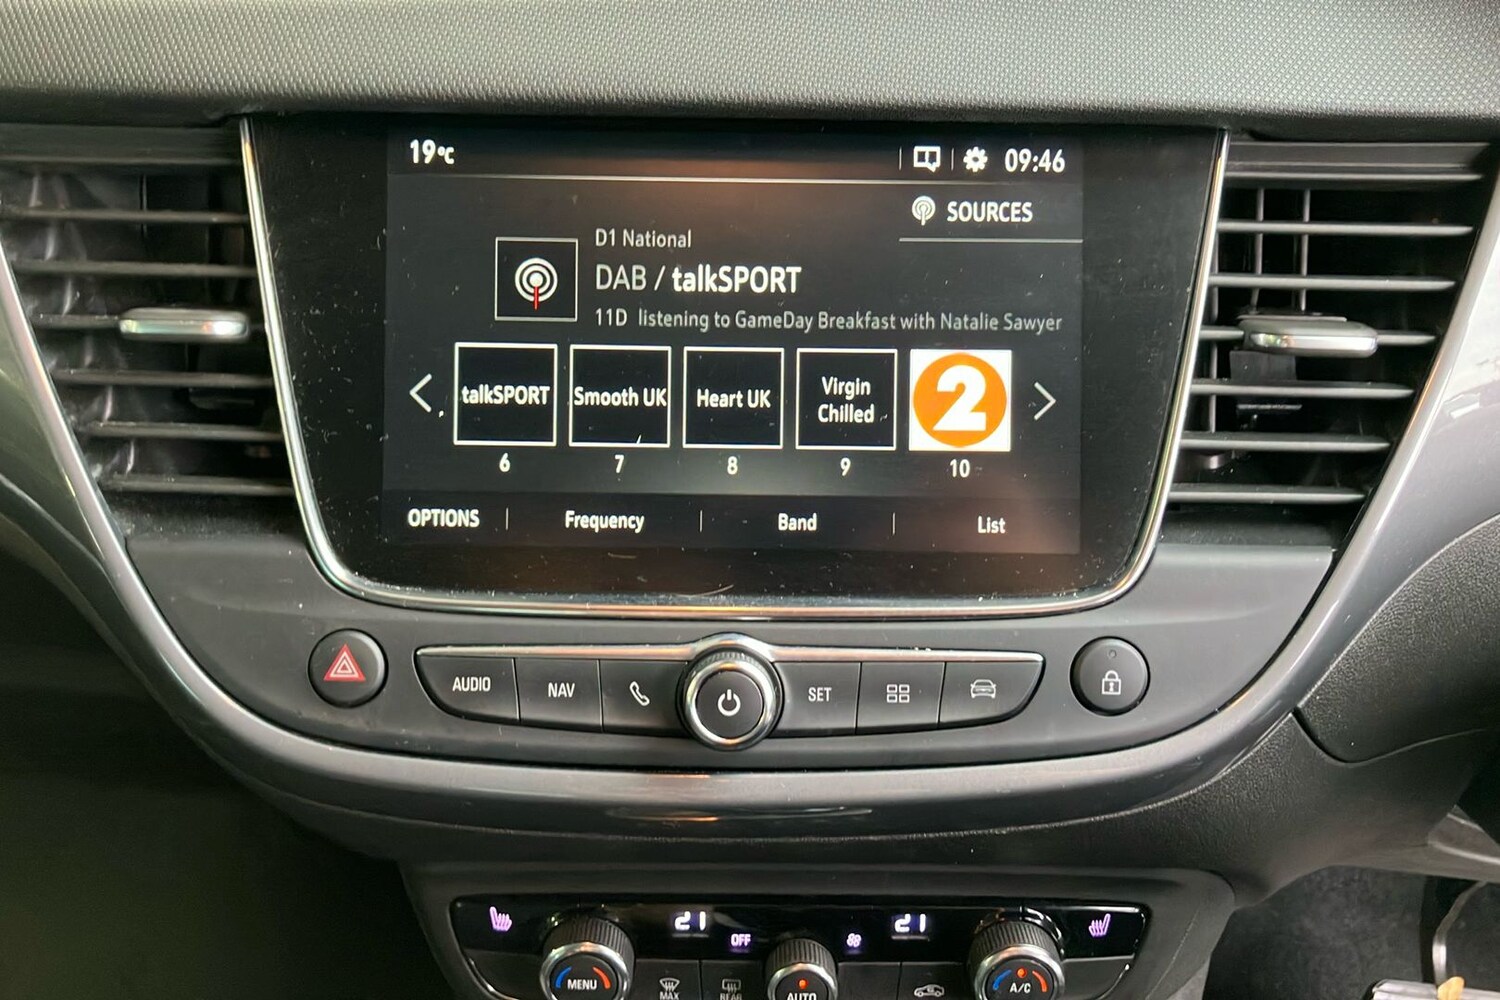 19°C
09:46
SOURCES
D1 National
DAB / talkSPORT
11D listening to GameDay Breakfast with Natalie Sawyer
talkSPORT
Smooth UK
Heart UK
Virgin
Chilled
2
6
7
8
9
10
OPTIONS
Frequency
Band
List
AUDIO
NAV
SET
21
OFF
21
MENU
MAX
REAR
AUTO
A/C